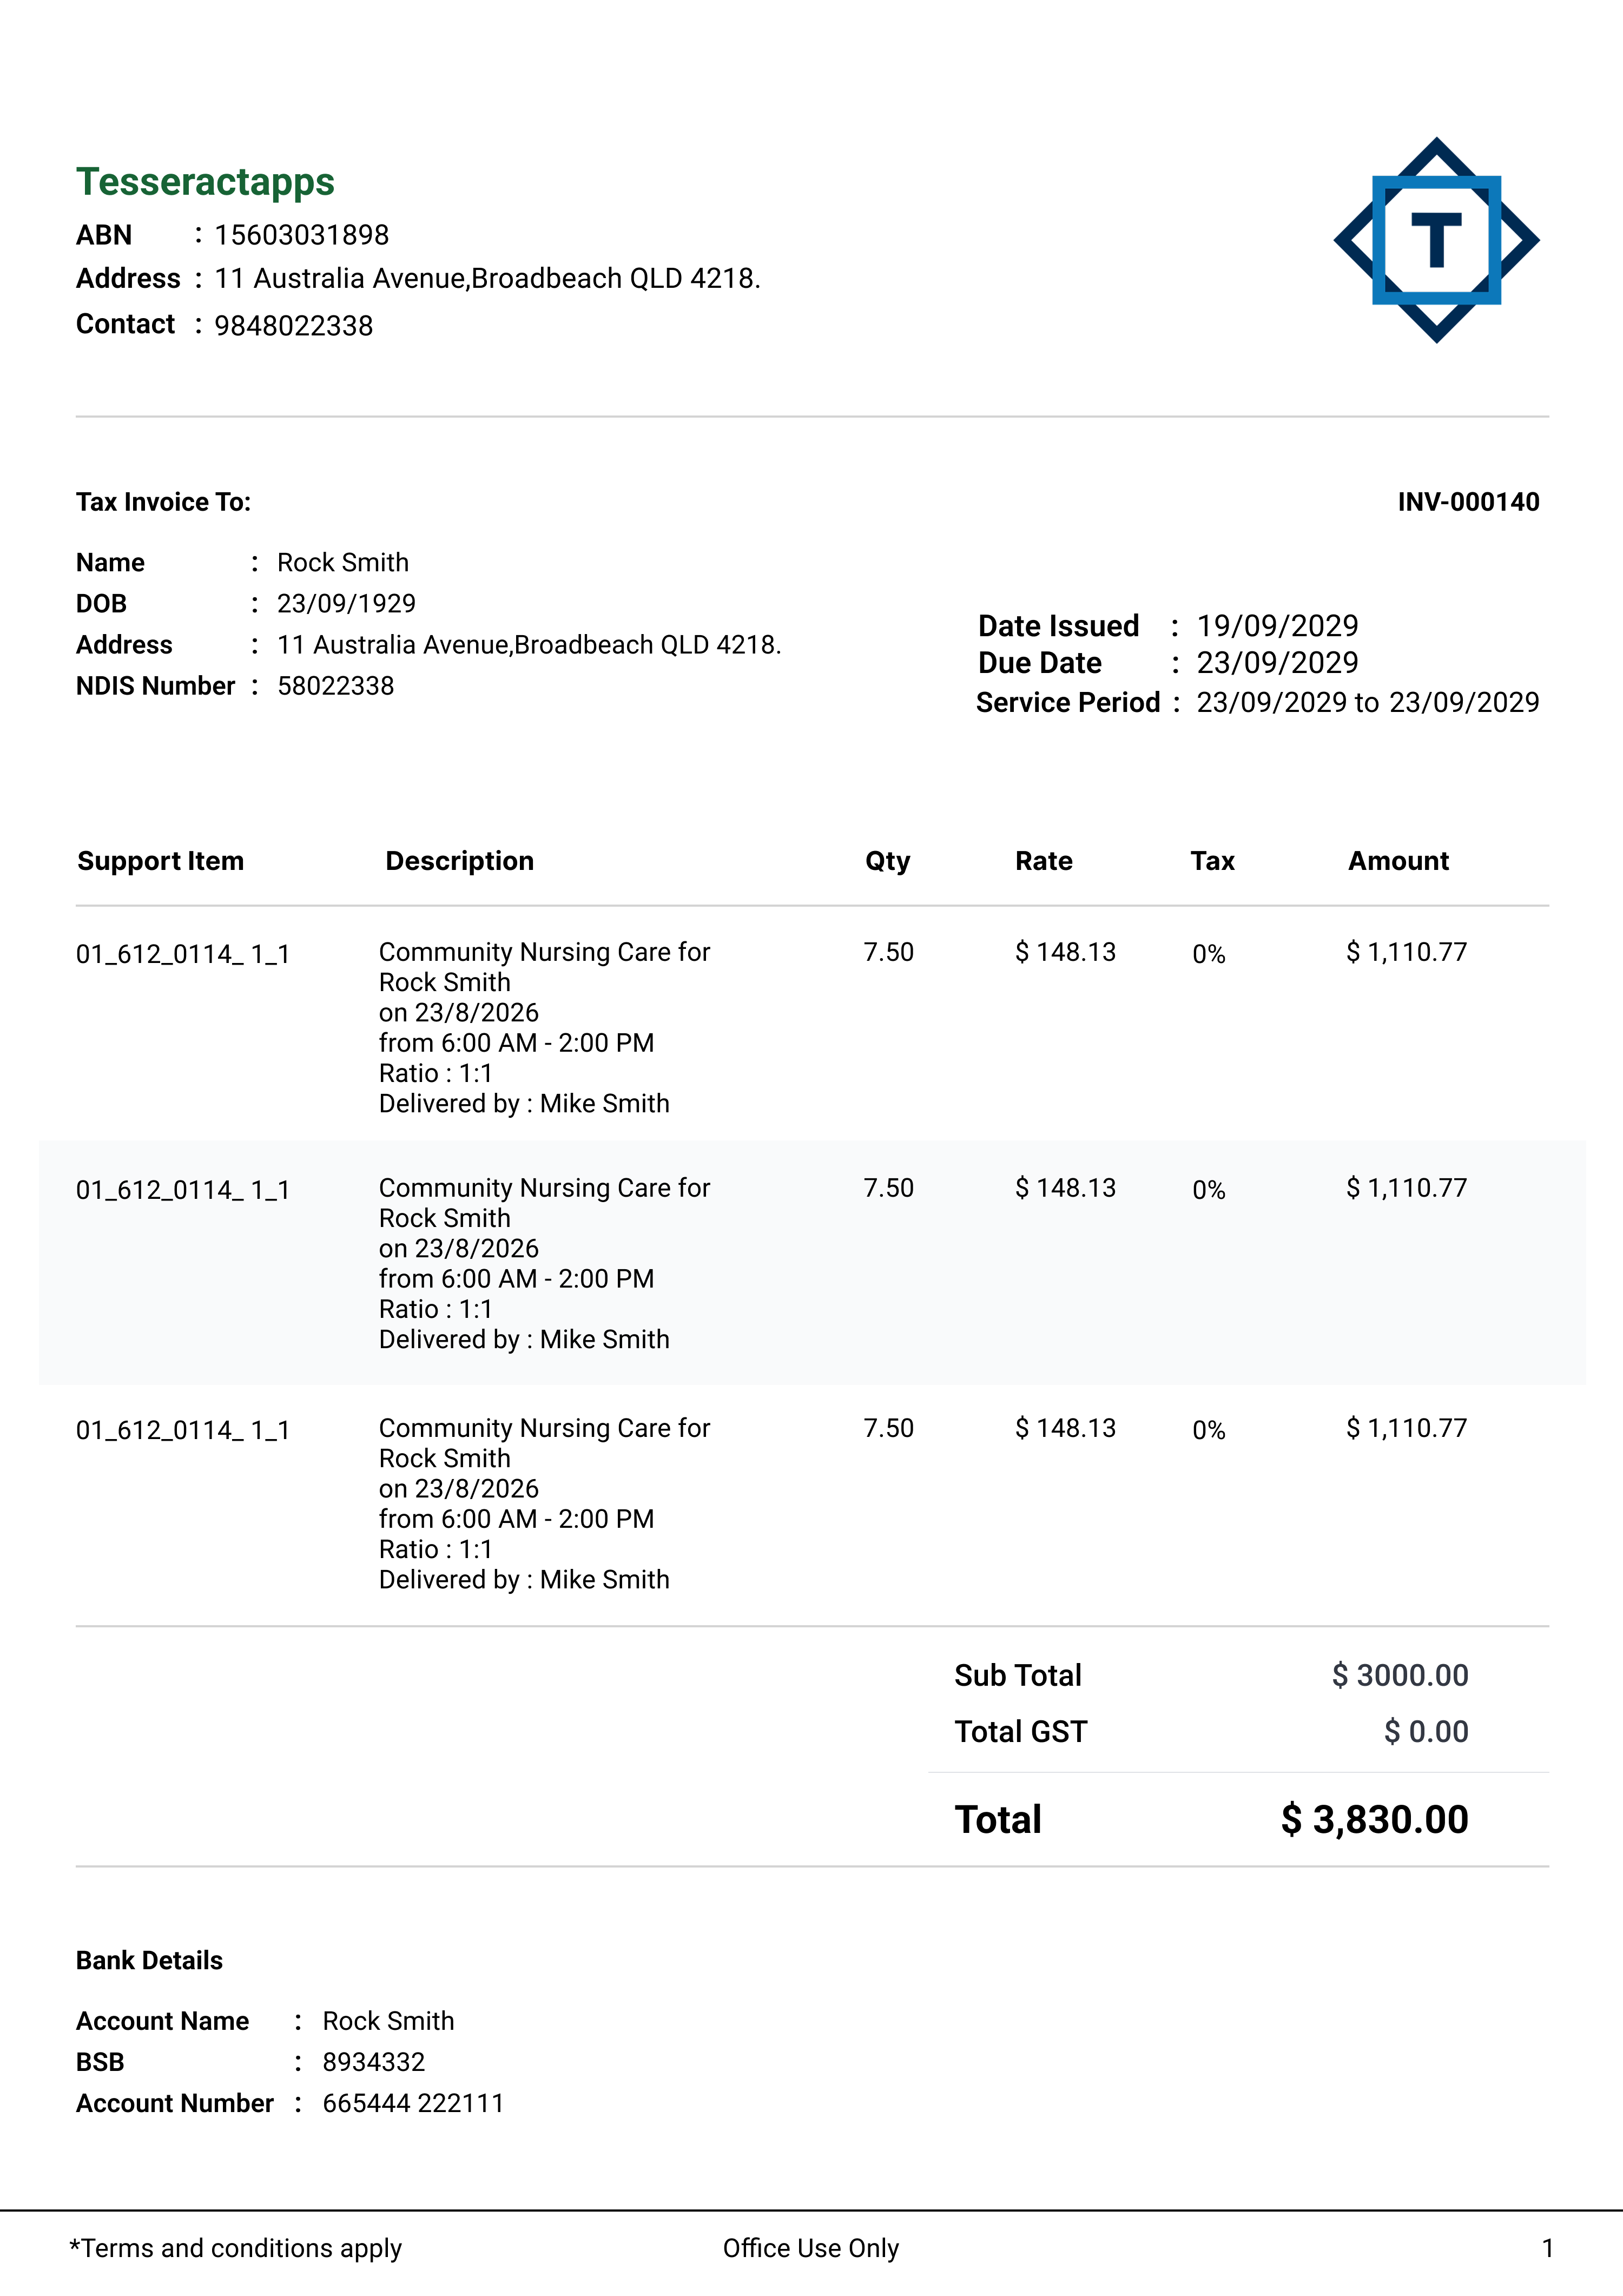 Tesseractapps
ABN : 15603031898
Address : 11 Australia Avenue,Broadbeach QLD 4218.
Contact : 9848022338
T
Tax Invoice To:
INV-000140
Name : Rock Smith
DOB : 23/09/1929
Address : 11 Australia Avenue,Broadbeach QLD 4218.
NDIS Number : 58022338
Date Issued : 19/09/2029
Due Date : 23/09/2029
Service Period : 23/09/2029 to 23/09/2029
Support Item Description Qty Rate Tax Amount
01_612_0114_ 1_1 Community Nursing Care for 7.50 $ 148.13 0% $ 1,110.77
Rock Smith
on 23/8/2026
from 6:00 AM - 2:00 PM
Ratio : 1:1
Delivered by : Mike Smith
01_612_0114_ 1_1 Community Nursing Care for 7.50 $ 148.13 0% $ 1,110.77
Rock Smith
on 23/8/2026
from 6:00 AM - 2:00 PM
Ratio : 1:1
Delivered by : Mike Smith
01_612_0114_ 1_1 Community Nursing Care for 7.50 $ 148.13 0% $ 1,110.77
Rock Smith
on 23/8/2026
from 6:00 AM - 2:00 PM
Ratio : 1:1
Delivered by : Mike Smith
Sub Total $ 3000.00
Total GST $ 0.00
Total $ 3,830.00
Bank Details
Account Name : Rock Smith
BSB : 8934332
Account Number : 665444 222111
*Terms and conditions apply Office Use Only 1